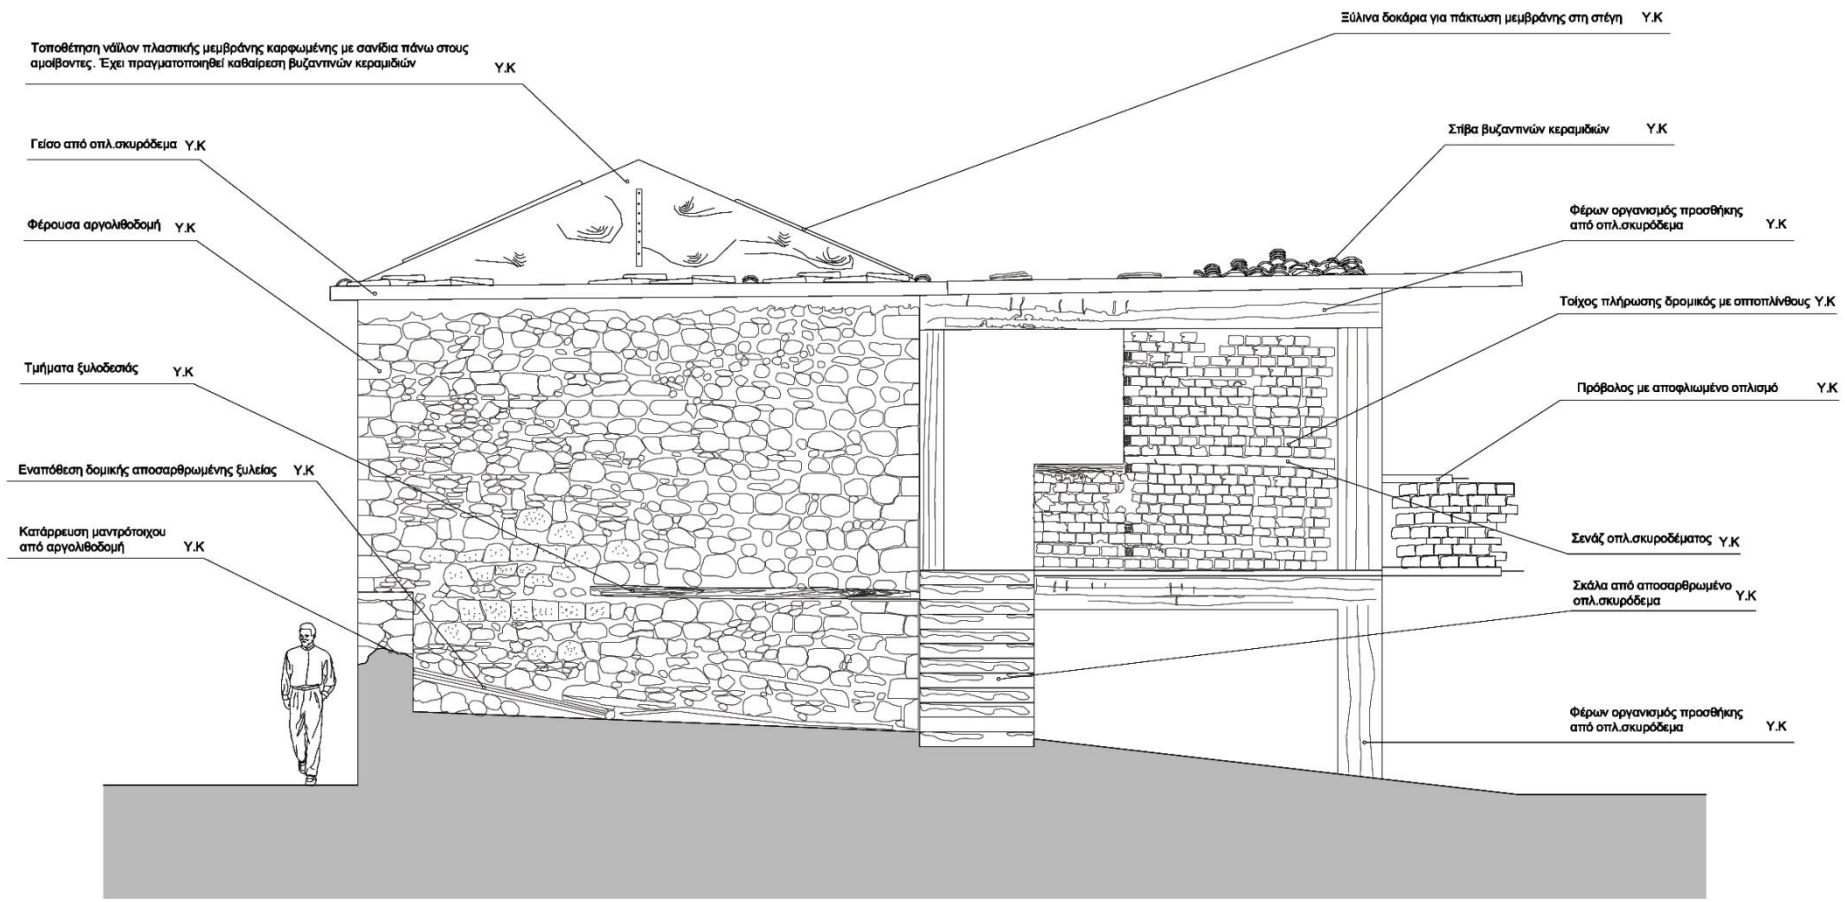 Τοποθέτηση νάϊλον πλαστικής μεμβράνης καρφωμένης με σανίδια πάνω στους
αμοίβοντες. Έχει πραγματοποιηθεί καθαίρεση βυζαντινών κεραμιδιών Υ.Κ
Γείσο από οπλ.σκυρόδεμα Υ.Κ
Φέρουσα αργολιθοδομή Υ.Κ
Τμήματα ξυλοδεσιάς Υ.Κ
Εναπόθεση δομικής αποσαρθρωμένης ξυλείας Υ.Κ
Κατάρρευση μαντρότοιχου
από αργολιθοδομή Υ.Κ
Ξύλινα δοκάρια για πάκτωση μεμβράνης στη στέγη Υ.Κ
Στίβα βυζαντινών κεραμιδιών Υ.Κ
Φέρων οργανισμός προσθήκης
από οπλ.σκυρόδεμα Υ.Κ
Τοίχος πλήρωσης δρομικός με οπτοπλίνθους Υ.Κ
Πρόβολος με αποφλιωμένο οπλισμό Υ.Κ
Σενάζ οπλ.σκυροδέματος Υ.Κ
Σκάλα από αποσαρθρωμένο
οπλ.σκυρόδεμα Υ.Κ
Φέρων οργανισμός προσθήκης
από οπλ.σκυρόδεμα Υ.Κ